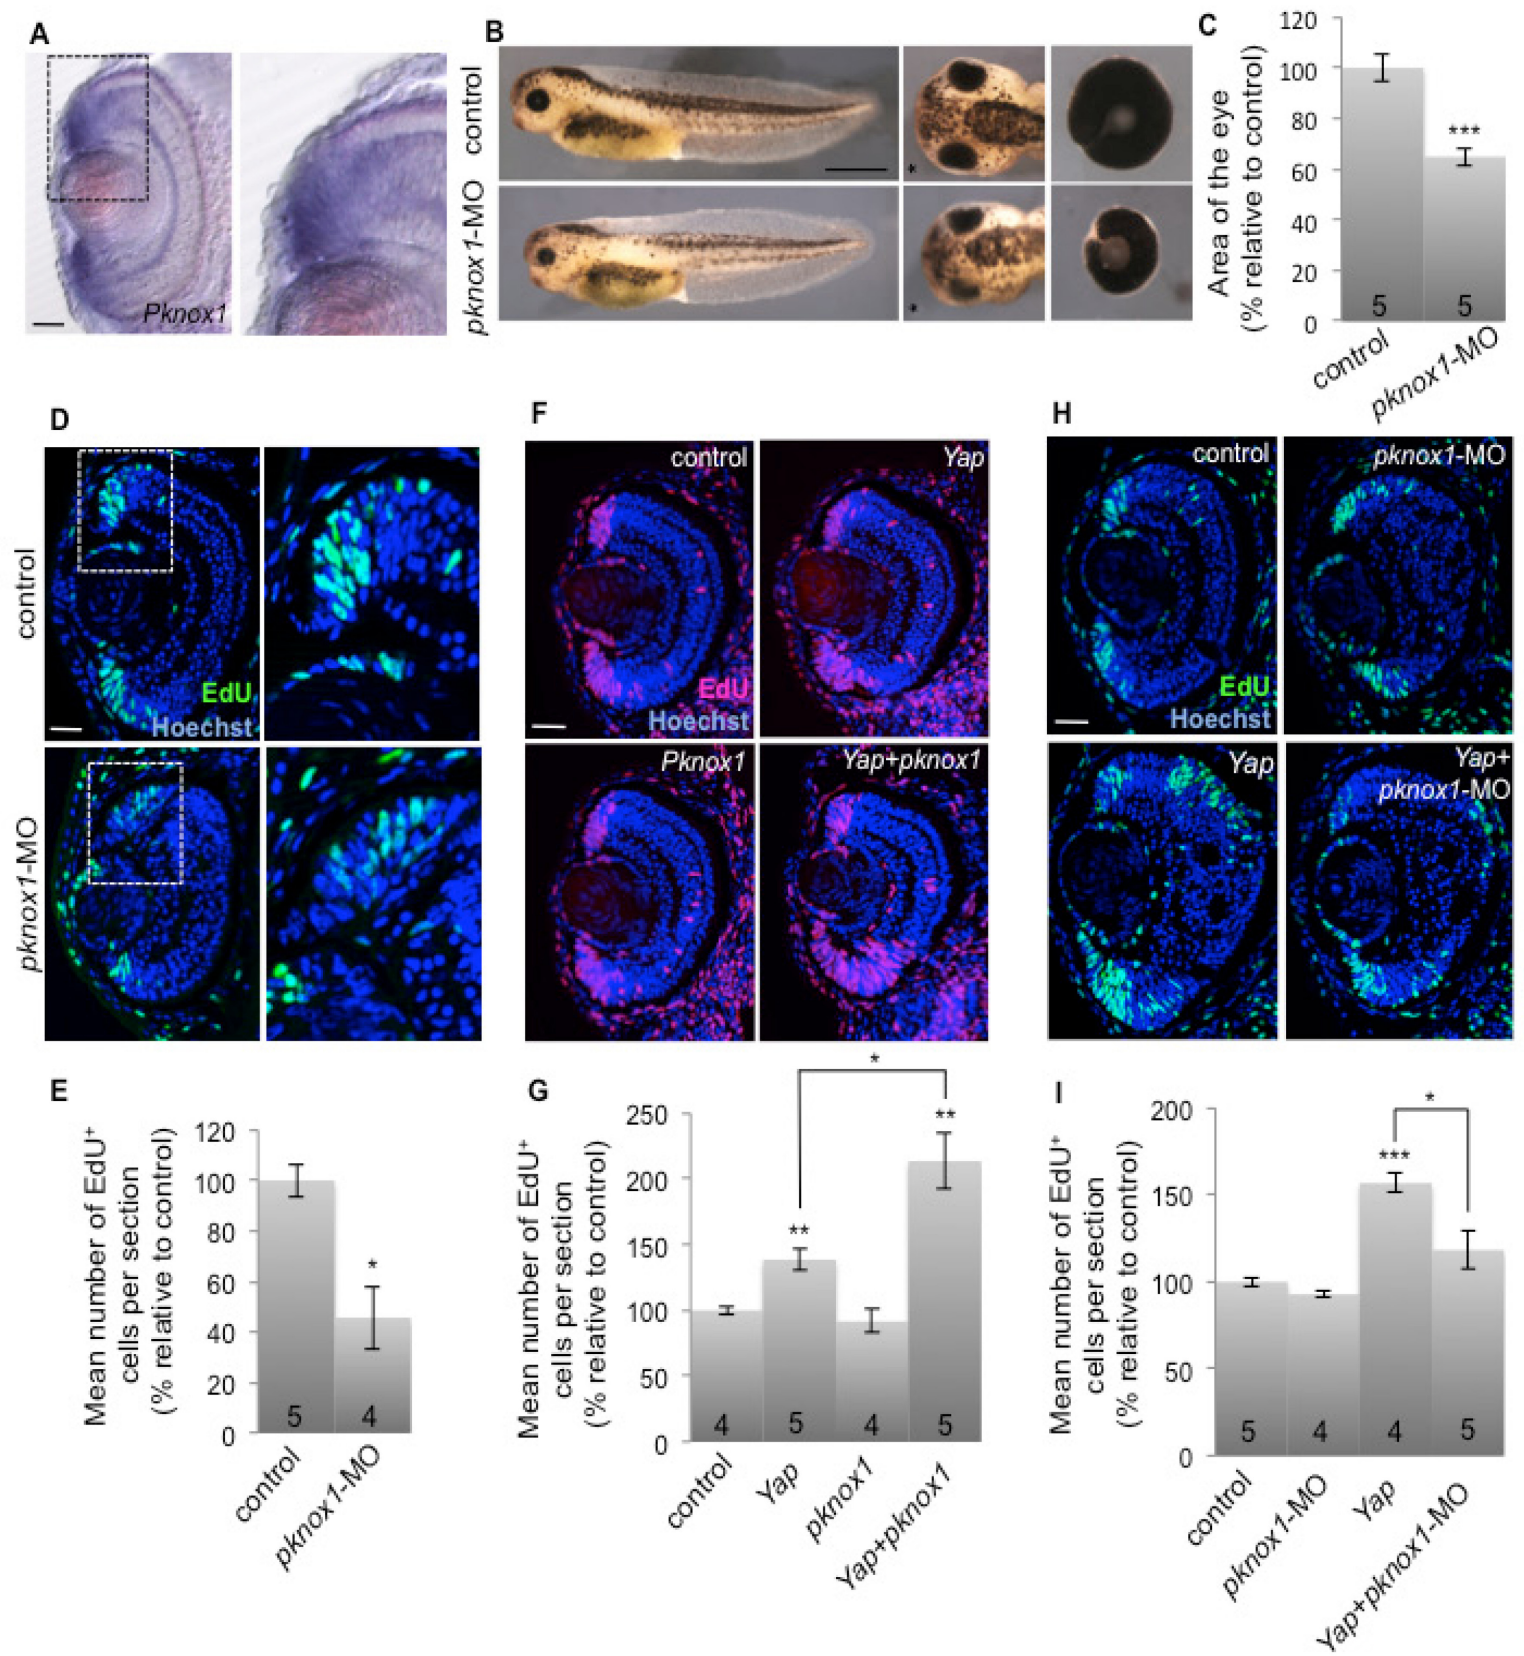 A
Pknox1
B
control
pknox1-MO
*
*
C
Area of the eye
(% relative to control)
120
100
80
60
40
20
0
***
5
5
control
pknox1-MO
D
control
EdU
Hoechst
pknox1-MO
F
control
Yap
EdU
Hoechst
Pknox1
Yap+pknox1
H
control
pknox1-MO
EdU
Hoechst
Yap
Yap+
pknox1-MO
E
Mean number of EdU+
cells per section
(% relative to control)
120
100
80
60
40
20
0
*
5
4
control
pknox1-MO
G
Mean number of EdU+
cells per section
(% relative to control)
250
200
150
100
50
0
*
**
**
4
5
4
5
control
Yap
pknox1
Yap+pknox1
I
Mean number of EdU+
cells per section
(% relative to control)
200
150
100
50
0
*
***
5
4
4
5
control
pknox1-MO
Yap
Yap+pknox1-MO